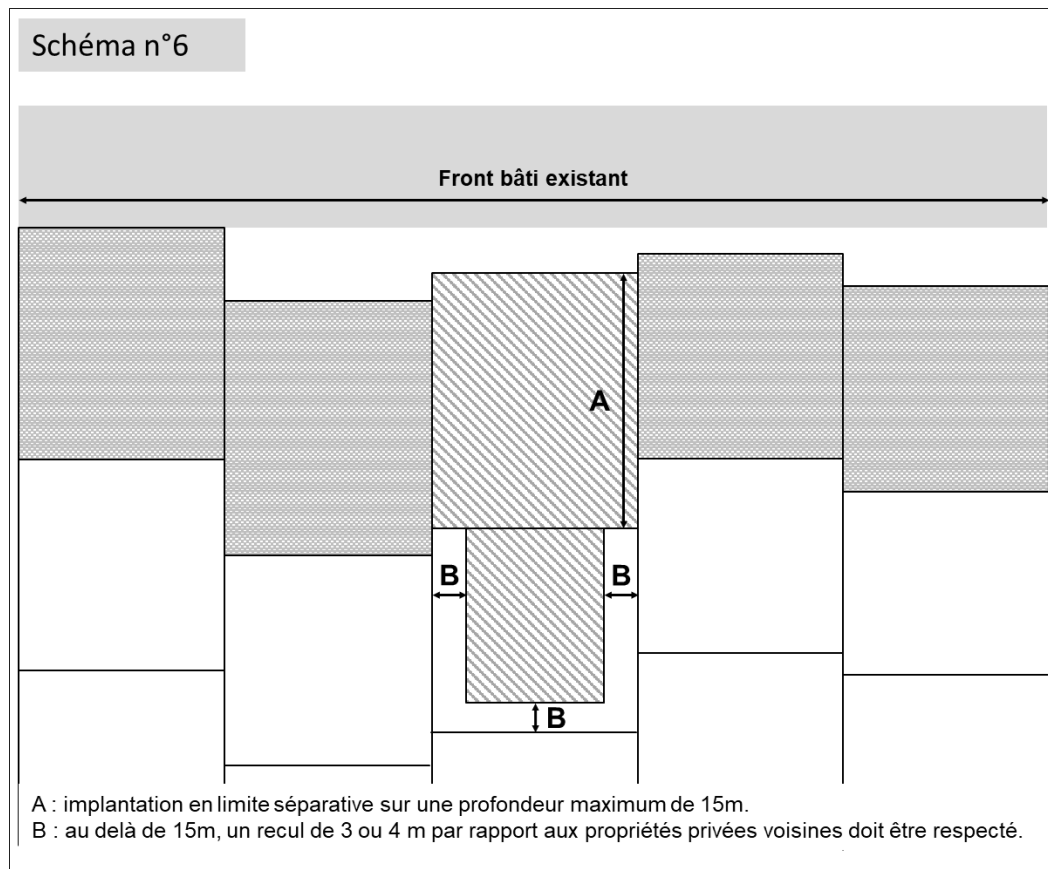 Schéma n°6
Front bâti existant
A
B
B
B
A : implantation en limite séparative sur une profondeur maximum de 15m.
B : au delà de 15m, un recul de 3 ou 4 m par rapport aux propriétés privées voisines doit être respecté.